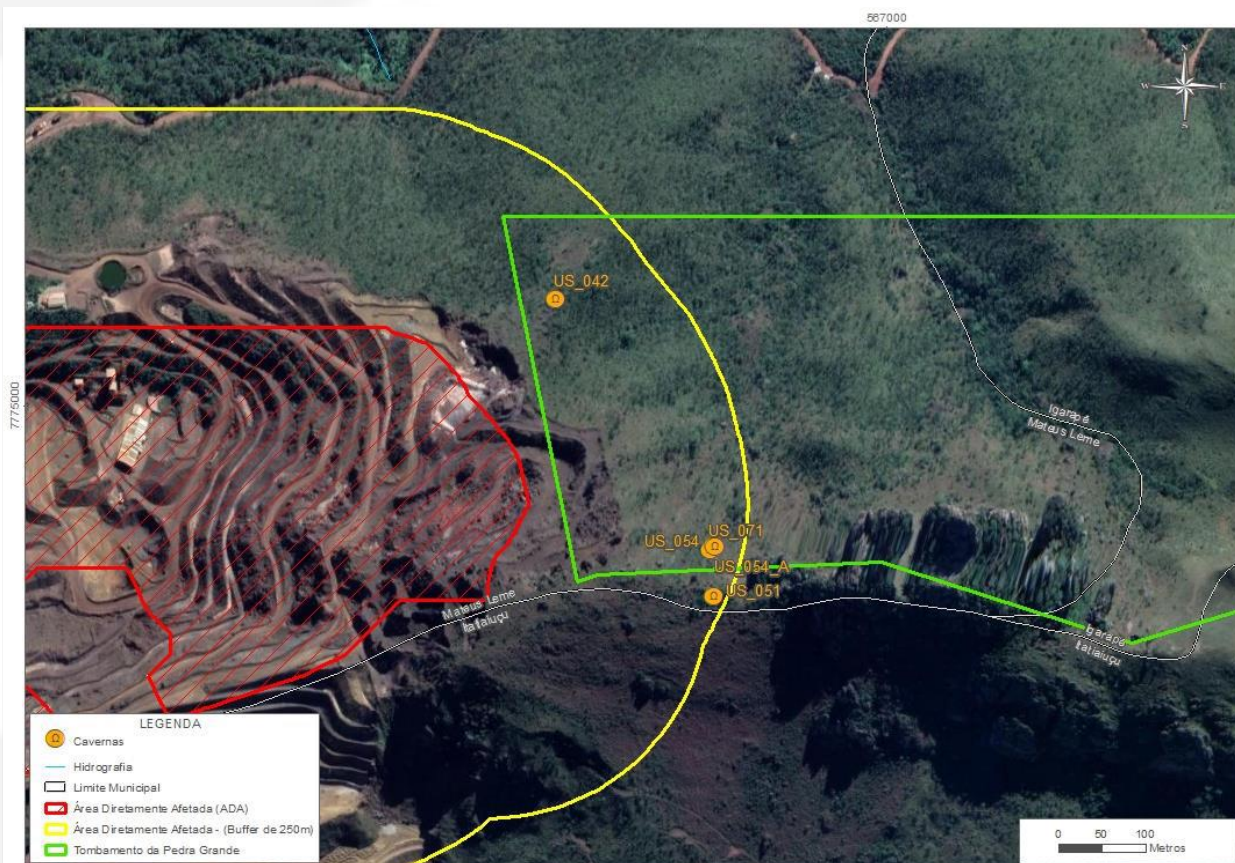 567000
N
W E
S
US_042
7775000
Igarapé
Mateus Leme
US_071
US_054
US_054_A
US_051
Mateus Leme
Itatiaiuçu
Igarapé
Itatiaiuçu
LEGENDA
Cavernas
Hidrografia
Limite Municipal
Área Diretamente Afetada (ADA)
Área Diretamente Afetada - (Buffer de 250m)
Tombamento da Pedra Grande
0 50 100
Metros